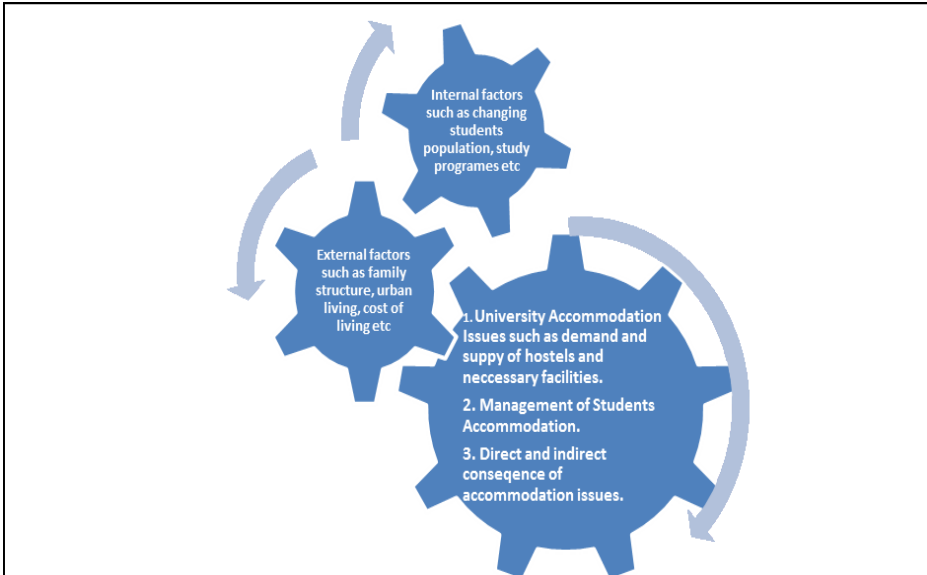 Internal factors
such as changing
students
population, study
programes etc
External factors
such as family
structure, urban
living, cost of
living etc
1. University Accommodation
Issues such as demand and
suppy of hostels and
neccessary facilities.
2. Management of Students
Accommodation.
3. Direct and indirect
conseqence of
accommodation issues.